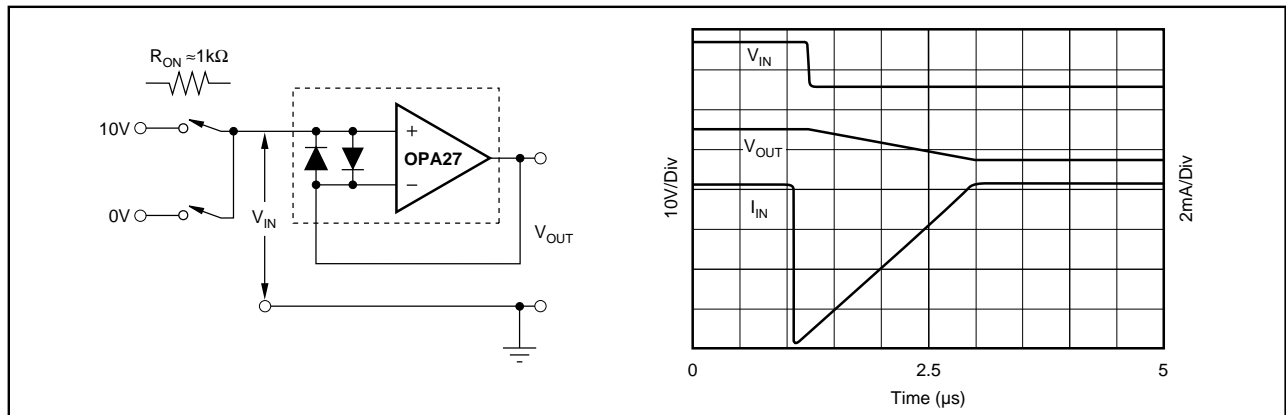 R_ON ≈1kΩ
10V
0V
V_IN
+
OPA27
−
V_OUT
V_IN
V_OUT
I_IN
10V/Div
2mA/Div
0
2.5
5
Time (µs)